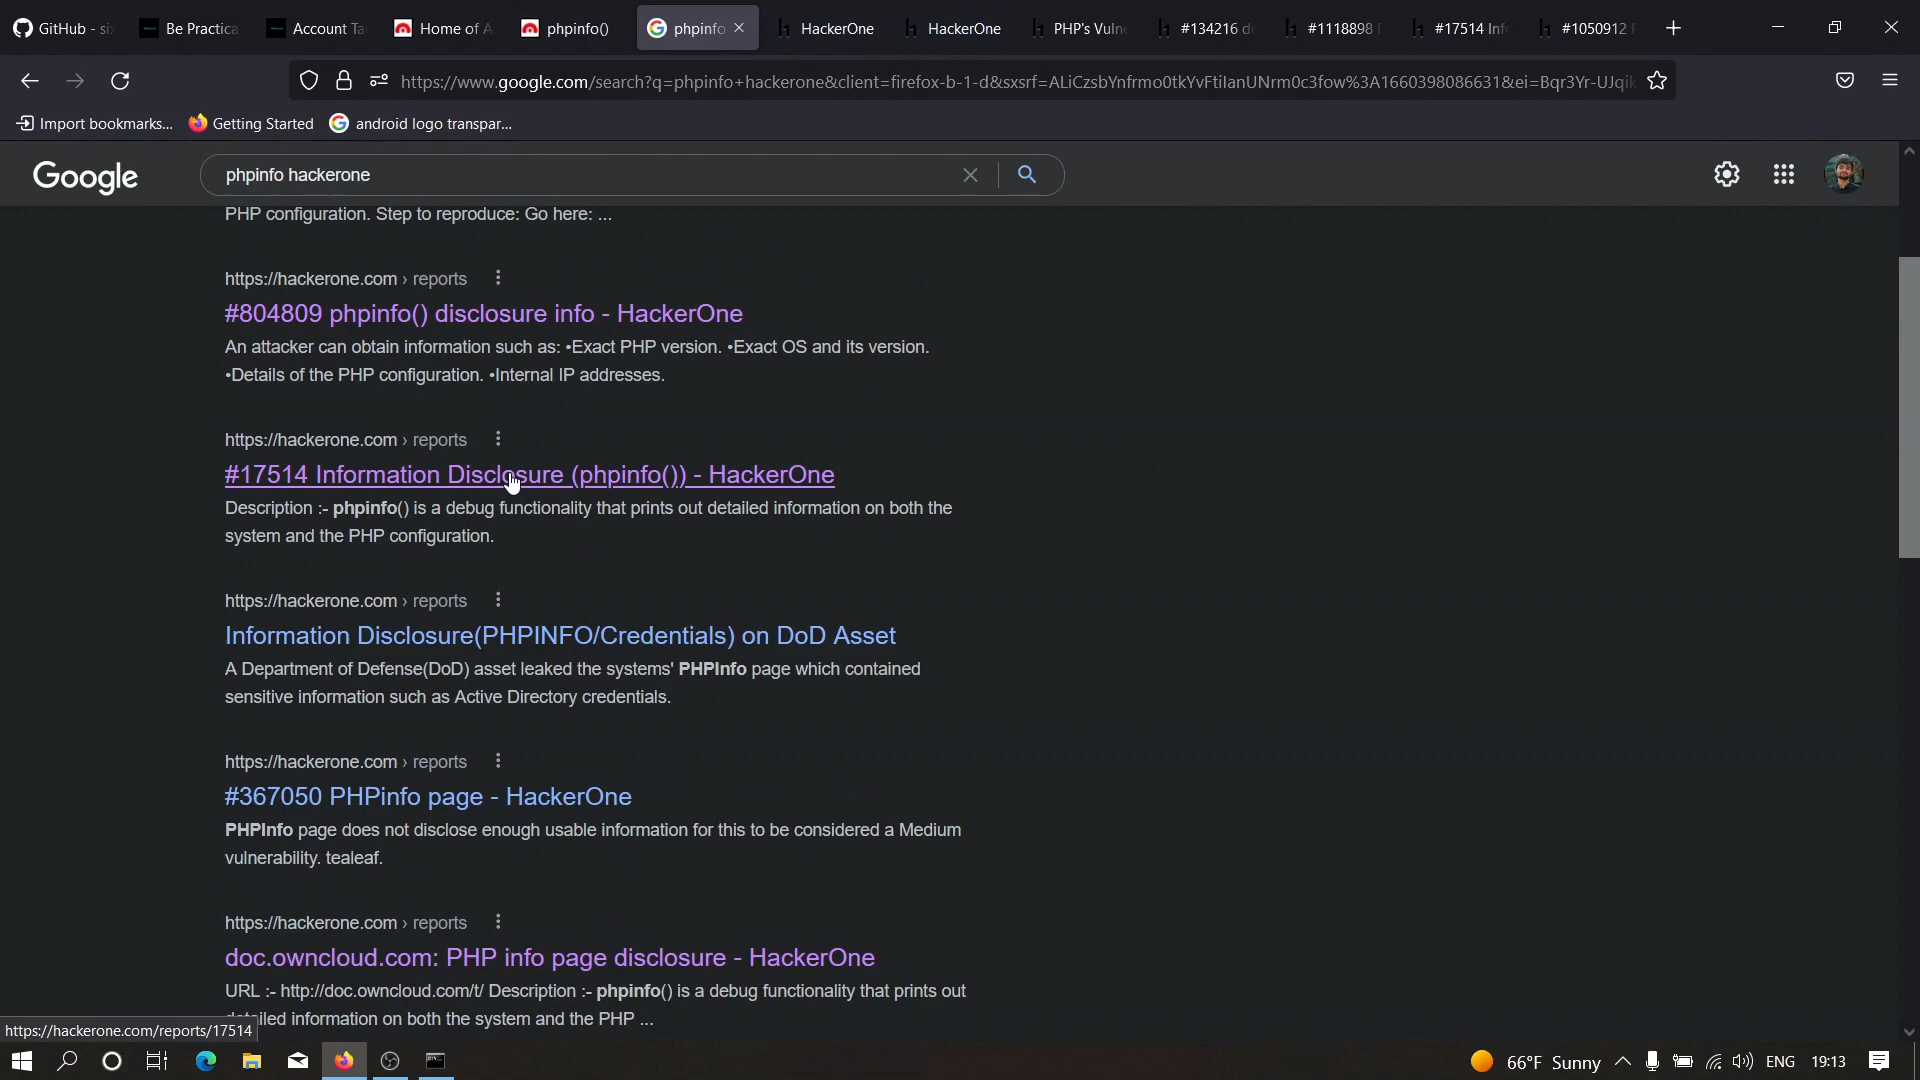 GitHub - si
Be Practica
Account Ta
Home of A
phpinfo()
phpinfo
HackerOne
HackerOne
PHP's Vulne
#134216 do
#1118898
#17514 Info
#1050912
https://www.google.com/search?q=phpinfo+hackerone&client=firefox-b-1-d&sxsrf=ALiCzsbYnfrmo0tkYvFtiIanUNrm0c3fow%3A1660398086631&ei=Bqr3Yr-UJqik
Import bookmarks...
Getting Started
android logo transpar...
Google
phpinfo hackerone
PHP configuration. Step to reproduce: Go here: ...
https://hackerone.com › reports
#804809 phpinfo() disclosure info - HackerOne
An attacker can obtain information such as: •Exact PHP version. •Exact OS and its version.
•Details of the PHP configuration. •Internal IP addresses.
https://hackerone.com › reports
#17514 Information Disclosure (phpinfo()) - HackerOne
Description :- phpinfo() is a debug functionality that prints out detailed information on both the
system and the PHP configuration.
https://hackerone.com › reports
Information Disclosure(PHPINFO/Credentials) on DoD Asset
A Department of Defense(DoD) asset leaked the systems' PHPInfo page which contained
sensitive information such as Active Directory credentials.
https://hackerone.com › reports
#367050 PHPinfo page - HackerOne
PHPInfo page does not disclose enough usable information for this to be considered a Medium
vulnerability. tealeaf.
https://hackerone.com › reports
doc.owncloud.com: PHP info page disclosure - HackerOne
URL :- http://doc.owncloud.com/t/ Description :- phpinfo() is a debug functionality that prints out
iled information on both the system and the PHP ...
https://hackerone.com/reports/17514
66°F Sunny
ENG
19:13